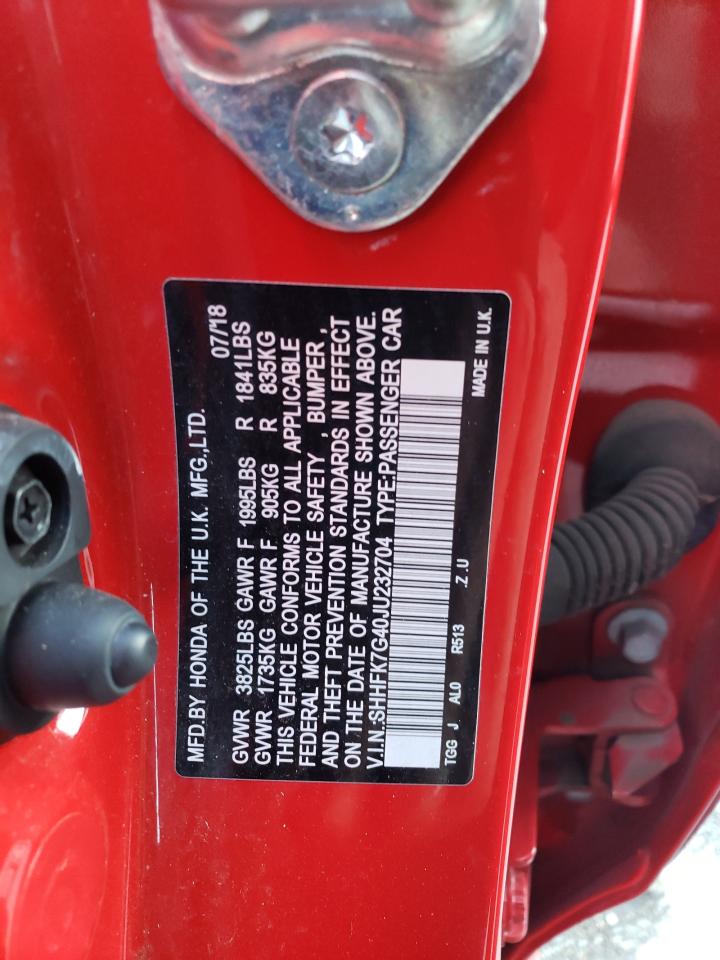 MFD.BY HONDA OF THE U.K. MFG.,LTD. 07/18
GVWR 3825LBS GAWR F 1995LBS R 1841LBS
GVWR 1735KG GAWR F 905KG R 835KG
THIS VEHICLE CONFORMS TO ALL APPLICABLE
FEDERAL MOTOR VEHICLE SAFETY , BUMPER ,
AND THEFT PREVENTION STANDARDS IN EFFECT
ON THE DATE OF MANUFACTURE SHOWN ABOVE.
V.I.N.:SHHFK7G40JU232704 TYPE:PASSENGER CAR
TGG J AL0 R513 .Z .U MADE IN U.K.